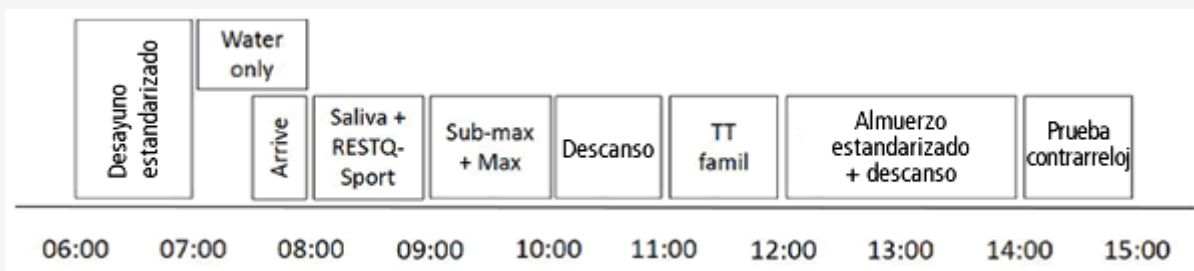 Desayuno
estandarizado
Water
only
Arrive
Saliva +
RESTQ-
Sport
Sub-max
+ Max
Descanso
TT
famil
Almuerzo
estandarizado
+ descanso
Prueba
contrarreloj
06:00 07:00 08:00 09:00 10:00 11:00 12:00 13:00 14:00 15:00